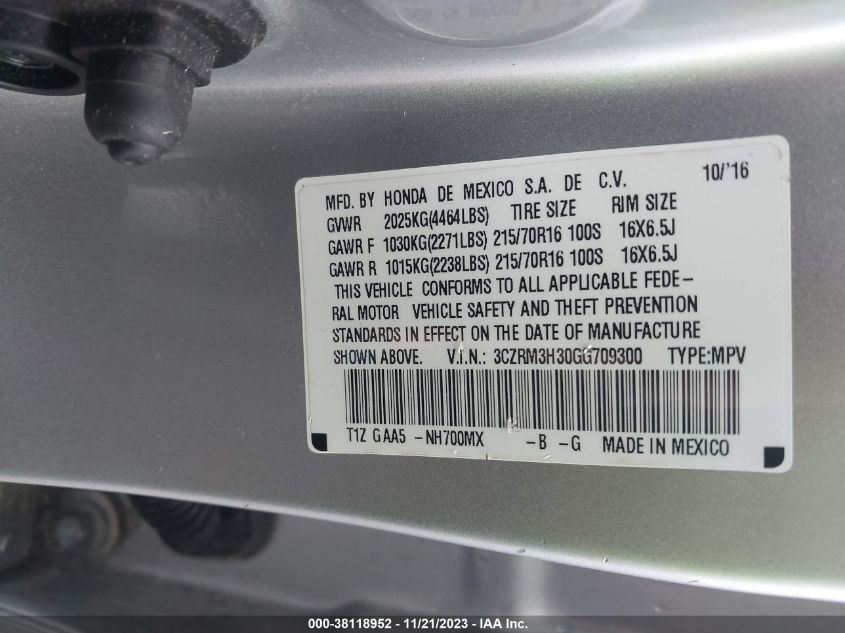 DE MEXICO
MFD. BY HONDA DE MEXICO S.A. DE C.V. 10/'16
GVWR 2025KG(4464LBS) TIRE SIZE RIM SIZE
GAWR F 1030KG(2271LBS) 215/70R16 100S 16X6.5J
GAWR R 1015KG(2238LBS) 215/70R16 100S 16X6.5J
THIS VEHICLE CONFORMS TO ALL APPLICABLE FEDE-
RAL MOTOR VEHICLE SAFETY AND THEFT PREVENTION
STANDARDS IN EFFECT ON THE DATE OF MANUFACTURE
SHOWN ABOVE. V.I.N.: 3CZRM3H30GG709300 TYPE:MPV
T1Z GAA5 -NH700MX -B -G MADE IN MEXICO
000-38118952 - 11/21/2023 - IAA Inc.